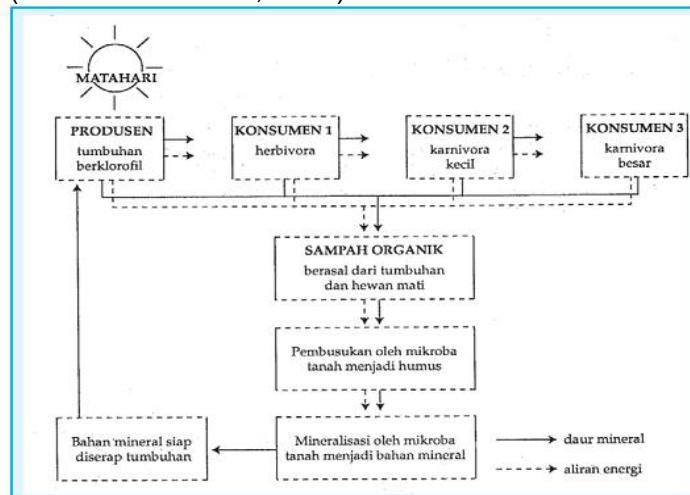 MATAHARI
PRODUSEN
tumbuhan
berklorofil
KONSUMEN 1
herbivora
KONSUMEN 2
karnivora
kecil
KONSUMEN 3
karnivora
besar
SAMPAH ORGANIK
berasal dari tumbuhan
dan hewan mati
Pembusukan oleh mikroba
tanah menjadi humus
Bahan mineral siap
diserap tumbuhan
Mineralisasi oleh mikroba
tanah menjadi bahan mineral
daur mineral
aliran energi